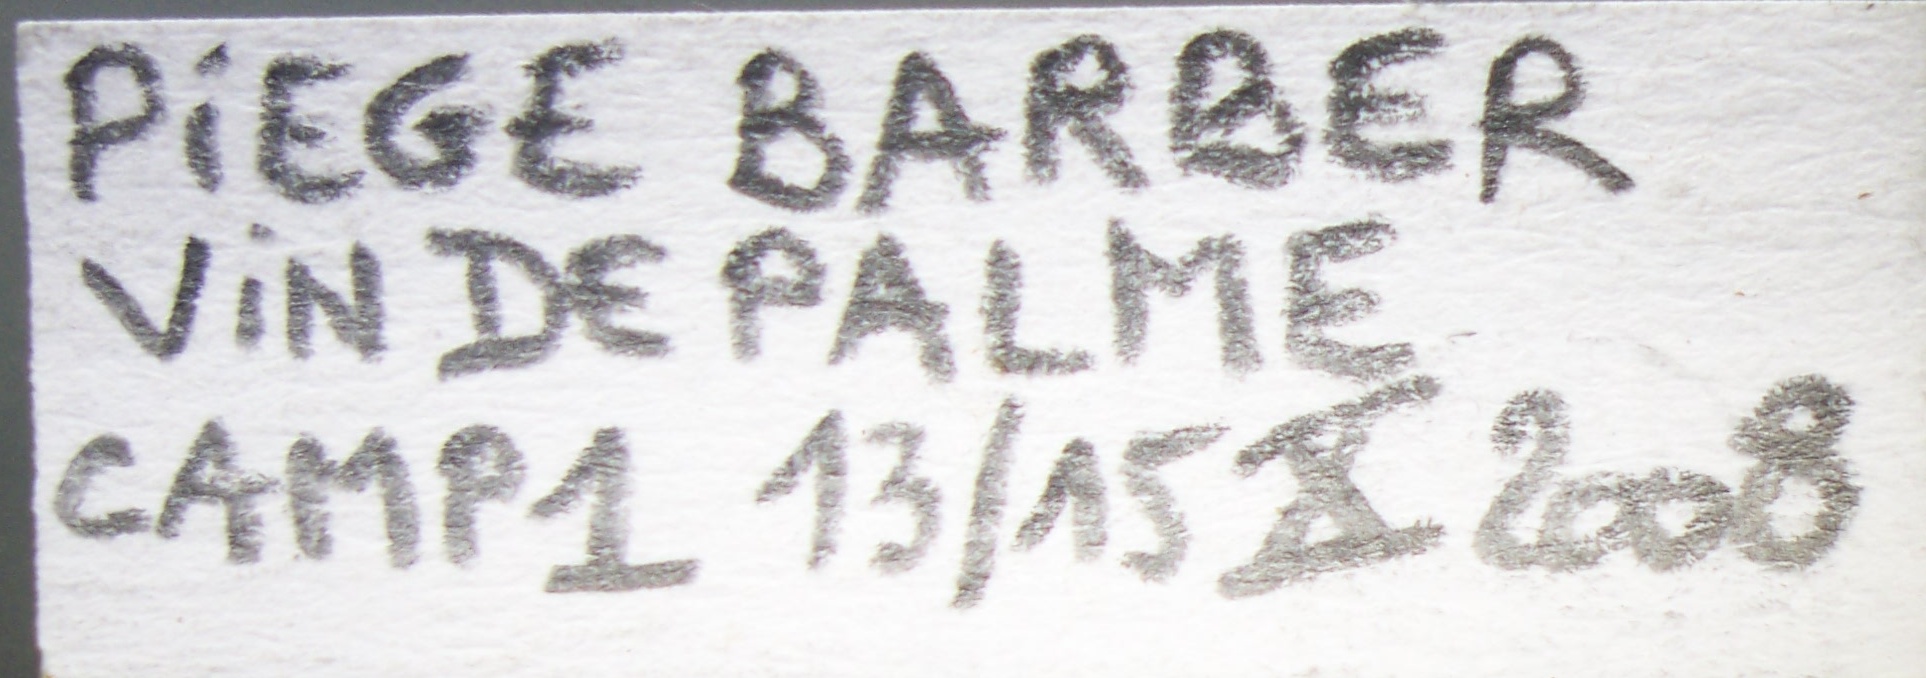 PiEGE BARBER
ViN DE PALME
CAMP1 13/15 X 2008